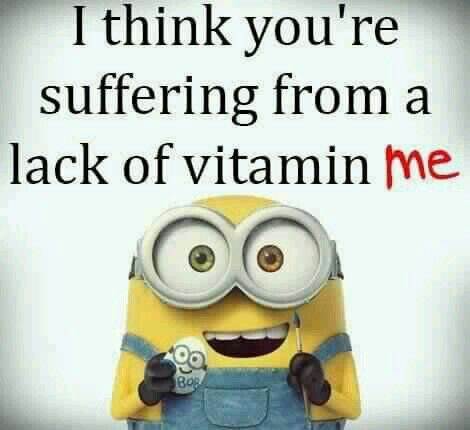 I think you're
suffering from a
lack of vitamin me
BOB